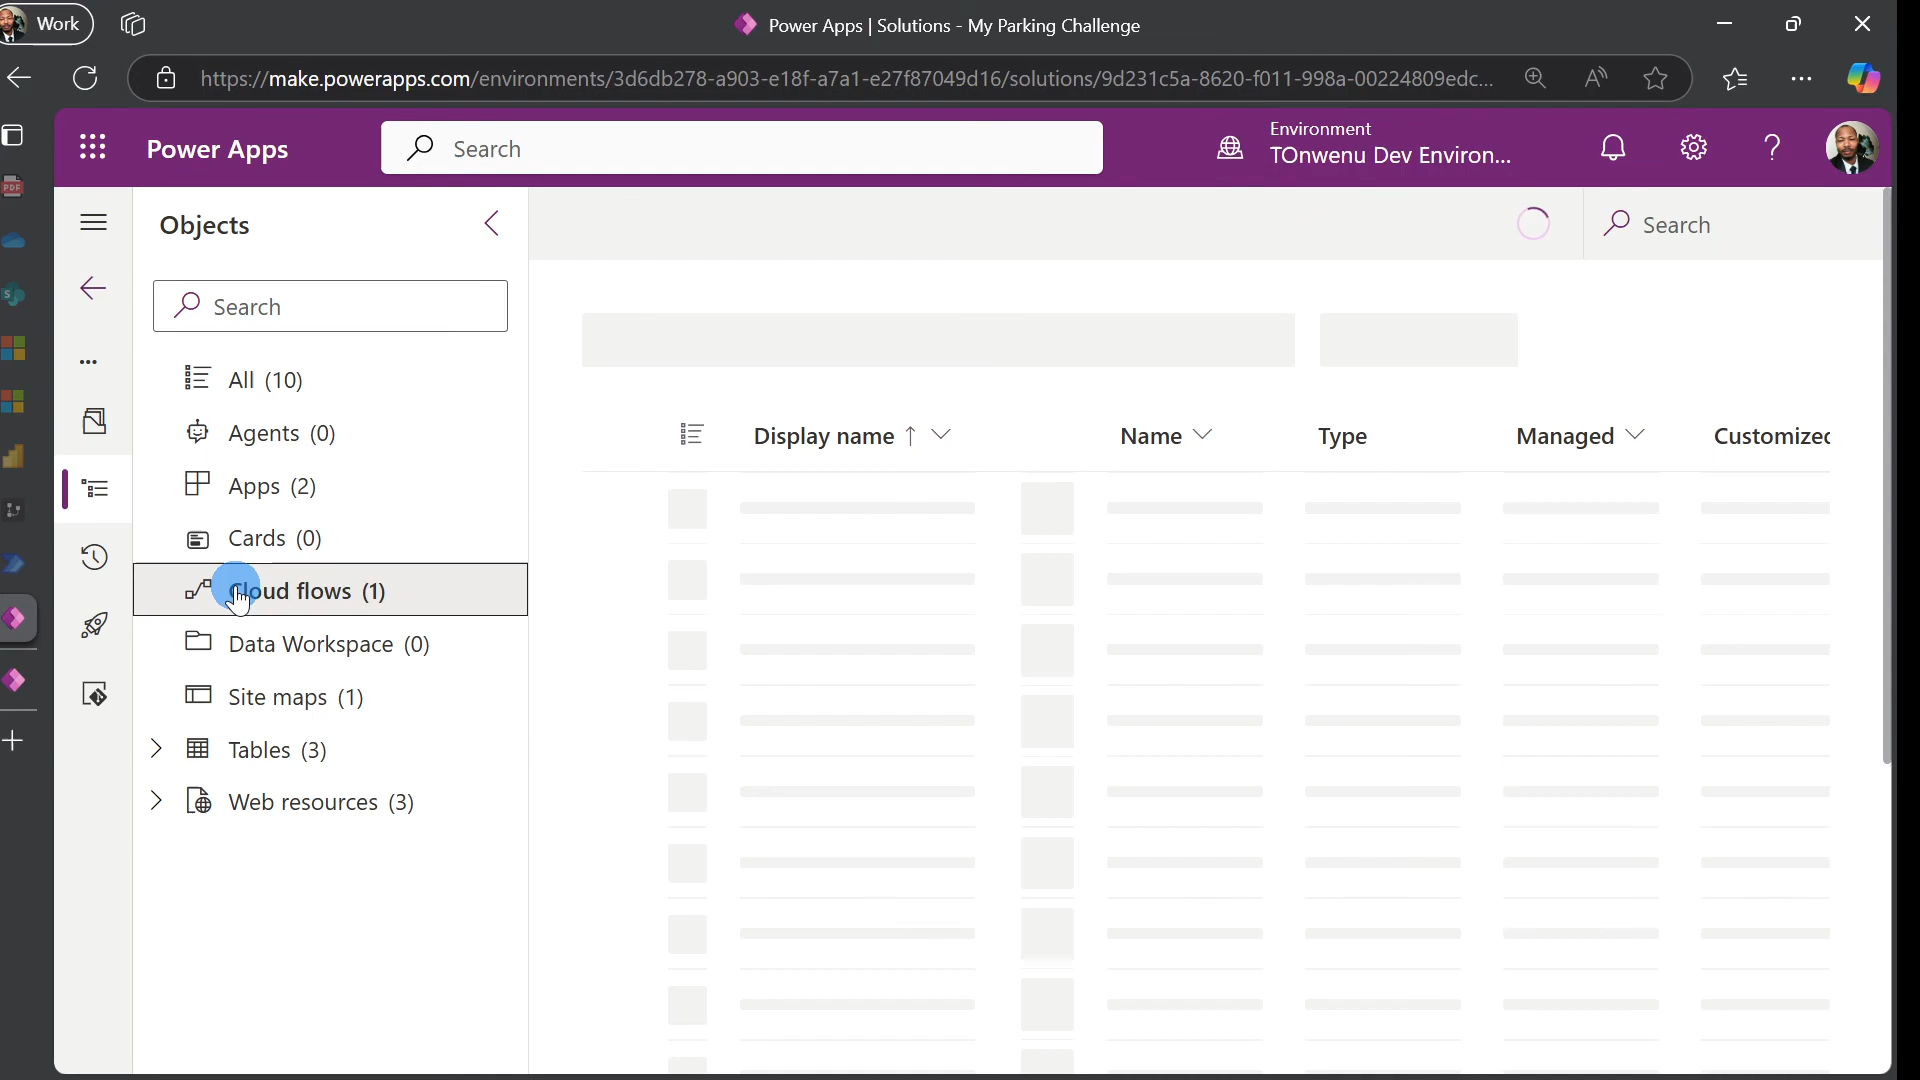 Work
Power Apps | Solutions - My Parking Challenge
https://make.powerapps.com/environments/3d6db278-a903-e18f-a7a1-e27f87049d16/solutions/9d231c5a-8620-f011-998a-00224809edc...
Power Apps
Search
Environment
TOnwenu Dev Environ...
Objects
Search
Search
All (10)
Agents (0)
Apps (2)
Cards (0)
Cloud flows (1)
Data Workspace (0)
Site maps (1)
Tables (3)
Web resources (3)
Display name
Name
Type
Managed
Customized
PDF